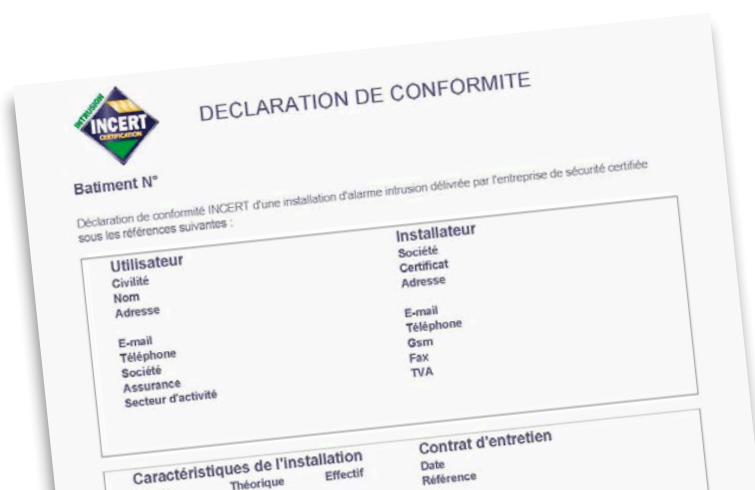 INTRUSION
INCERT
CERTIFICATION
DECLARATION DE CONFORMITE
Batiment N°
Déclaration de conformité INCERT d'une installation d'alarme intrusion délivrée par l'entreprise de sécurité certifiée
sous les références suivantes :
Utilisateur
Civilité
Nom
Adresse
E-mail
Téléphone
Société
Assurance
Secteur d'activité
Installateur
Société
Certificat
Adresse
E-mail
Téléphone
Gsm
Fax
TVA
Caractéristiques de l'installation
Théorique Effectif
Contrat d'entretien
Date
Référence